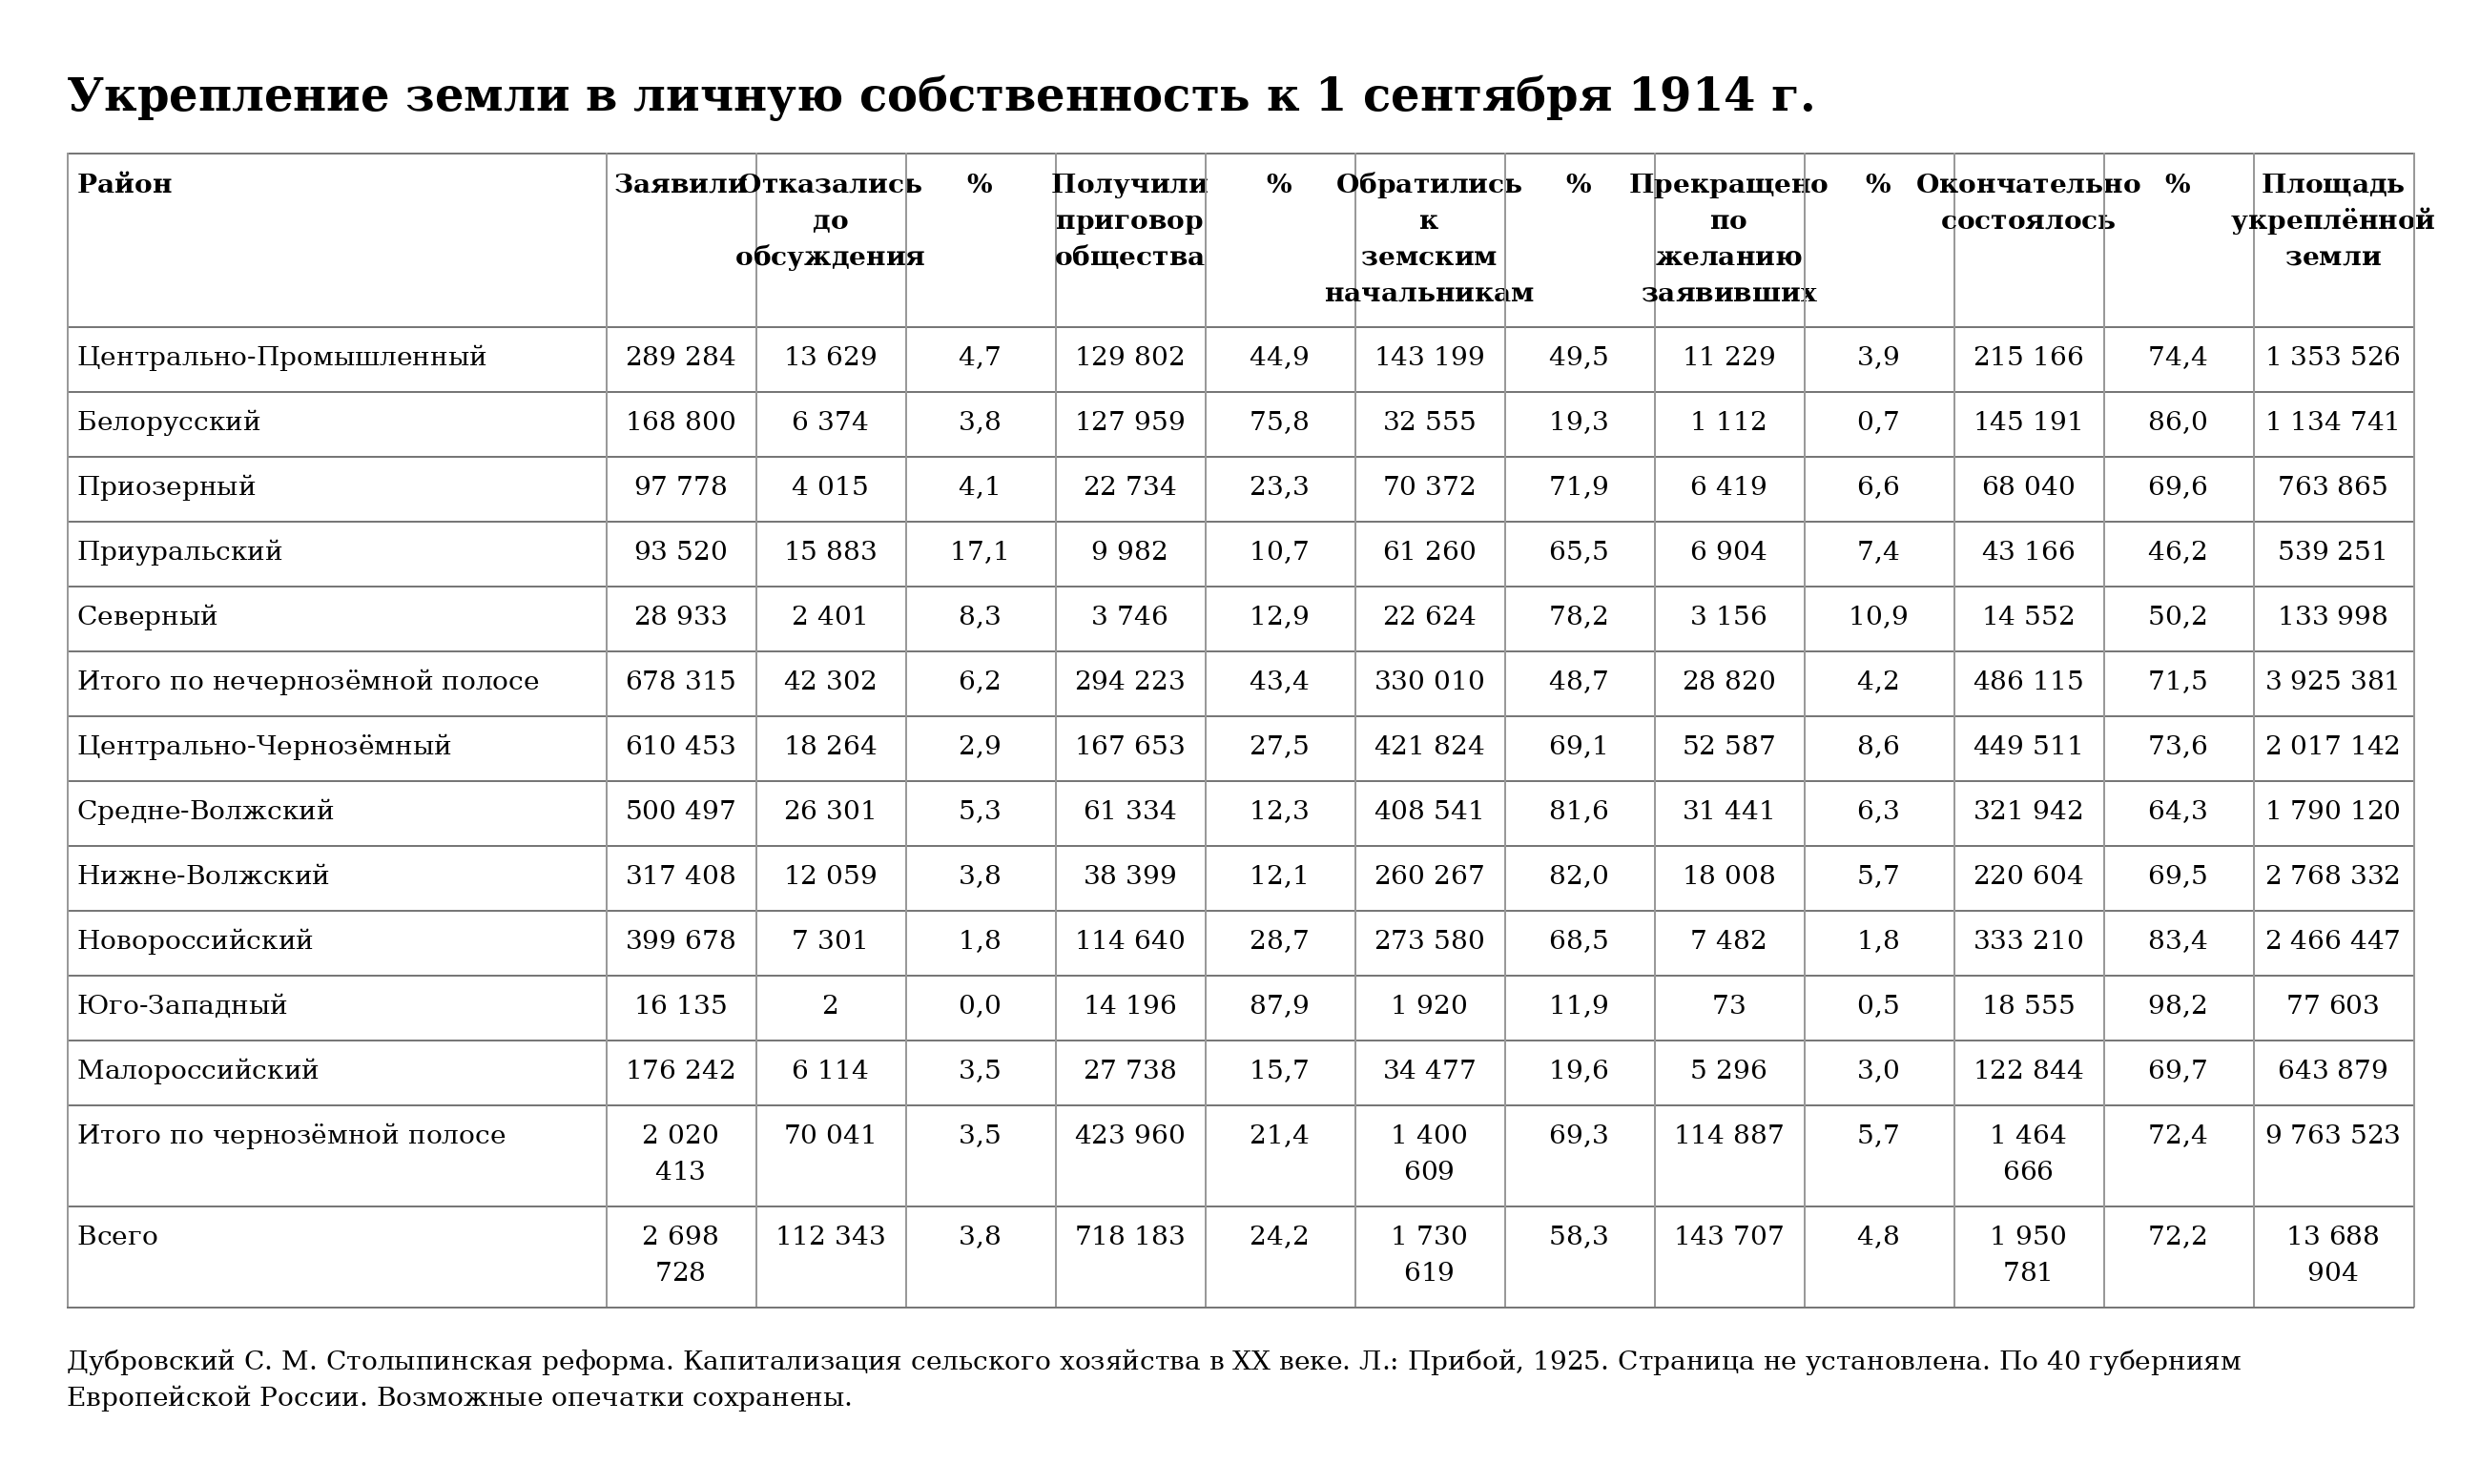 Укрепление земли в личную собственность к 1 сентября 1914 г.
Район Заявили Отказались до обсуждения % Получили приговор общества % Обратились к земским начальникам % Прекращено по желанию заявивших % Окончательно состоялось % Площадь укреплённой земли
Центрально-Промышленный 289 284 13 629 4,7 129 802 44,9 143 199 49,5 11 229 3,9 215 166 74,4 1 353 526
Белорусский 168 800 6 374 3,8 127 959 75,8 32 555 19,3 1 112 0,7 145 191 86,0 1 134 741
Приозерный 97 778 4 015 4,1 22 734 23,3 70 372 71,9 6 419 6,6 68 040 69,6 763 865
Приуральский 93 520 15 883 17,1 9 982 10,7 61 260 65,5 6 904 7,4 43 166 46,2 539 251
Северный 28 933 2 401 8,3 3 746 12,9 22 624 78,2 3 156 10,9 14 552 50,2 133 998
Итого по нечернозёмной полосе 678 315 42 302 6,2 294 223 43,4 330 010 48,7 28 820 4,2 486 115 71,5 3 925 381
Центрально-Чернозёмный 610 453 18 264 2,9 167 653 27,5 421 824 69,1 52 587 8,6 449 511 73,6 2 017 142
Средне-Волжский 500 497 26 301 5,3 61 334 12,3 408 541 81,6 31 441 6,3 321 942 64,3 1 790 120
Нижне-Волжский 317 408 12 059 3,8 38 399 12,1 260 267 82,0 18 008 5,7 220 604 69,5 2 768 332
Новороссийский 399 678 7 301 1,8 114 640 28,7 273 580 68,5 7 482 1,8 333 210 83,4 2 466 447
Юго-Западный 16 135 2 0,0 14 196 87,9 1 920 11,9 73 0,5 18 555 98,2 77 603
Малороссийский 176 242 6 114 3,5 27 738 15,7 34 477 19,6 5 296 3,0 122 844 69,7 643 879
Итого по чернозёмной полосе 2 020 413 70 041 3,5 423 960 21,4 1 400 609 69,3 114 887 5,7 1 464 666 72,4 9 763 523
Всего 2 698 728 112 343 3,8 718 183 24,2 1 730 619 58,3 143 707 4,8 1 950 781 72,2 13 688 904
Дубровский С. М. Столыпинская реформа. Капитализация сельского хозяйства в XX веке. Л.: Прибой, 1925. Страница не установлена. По 40 губерниям
Европейской России. Возможные опечатки сохранены.